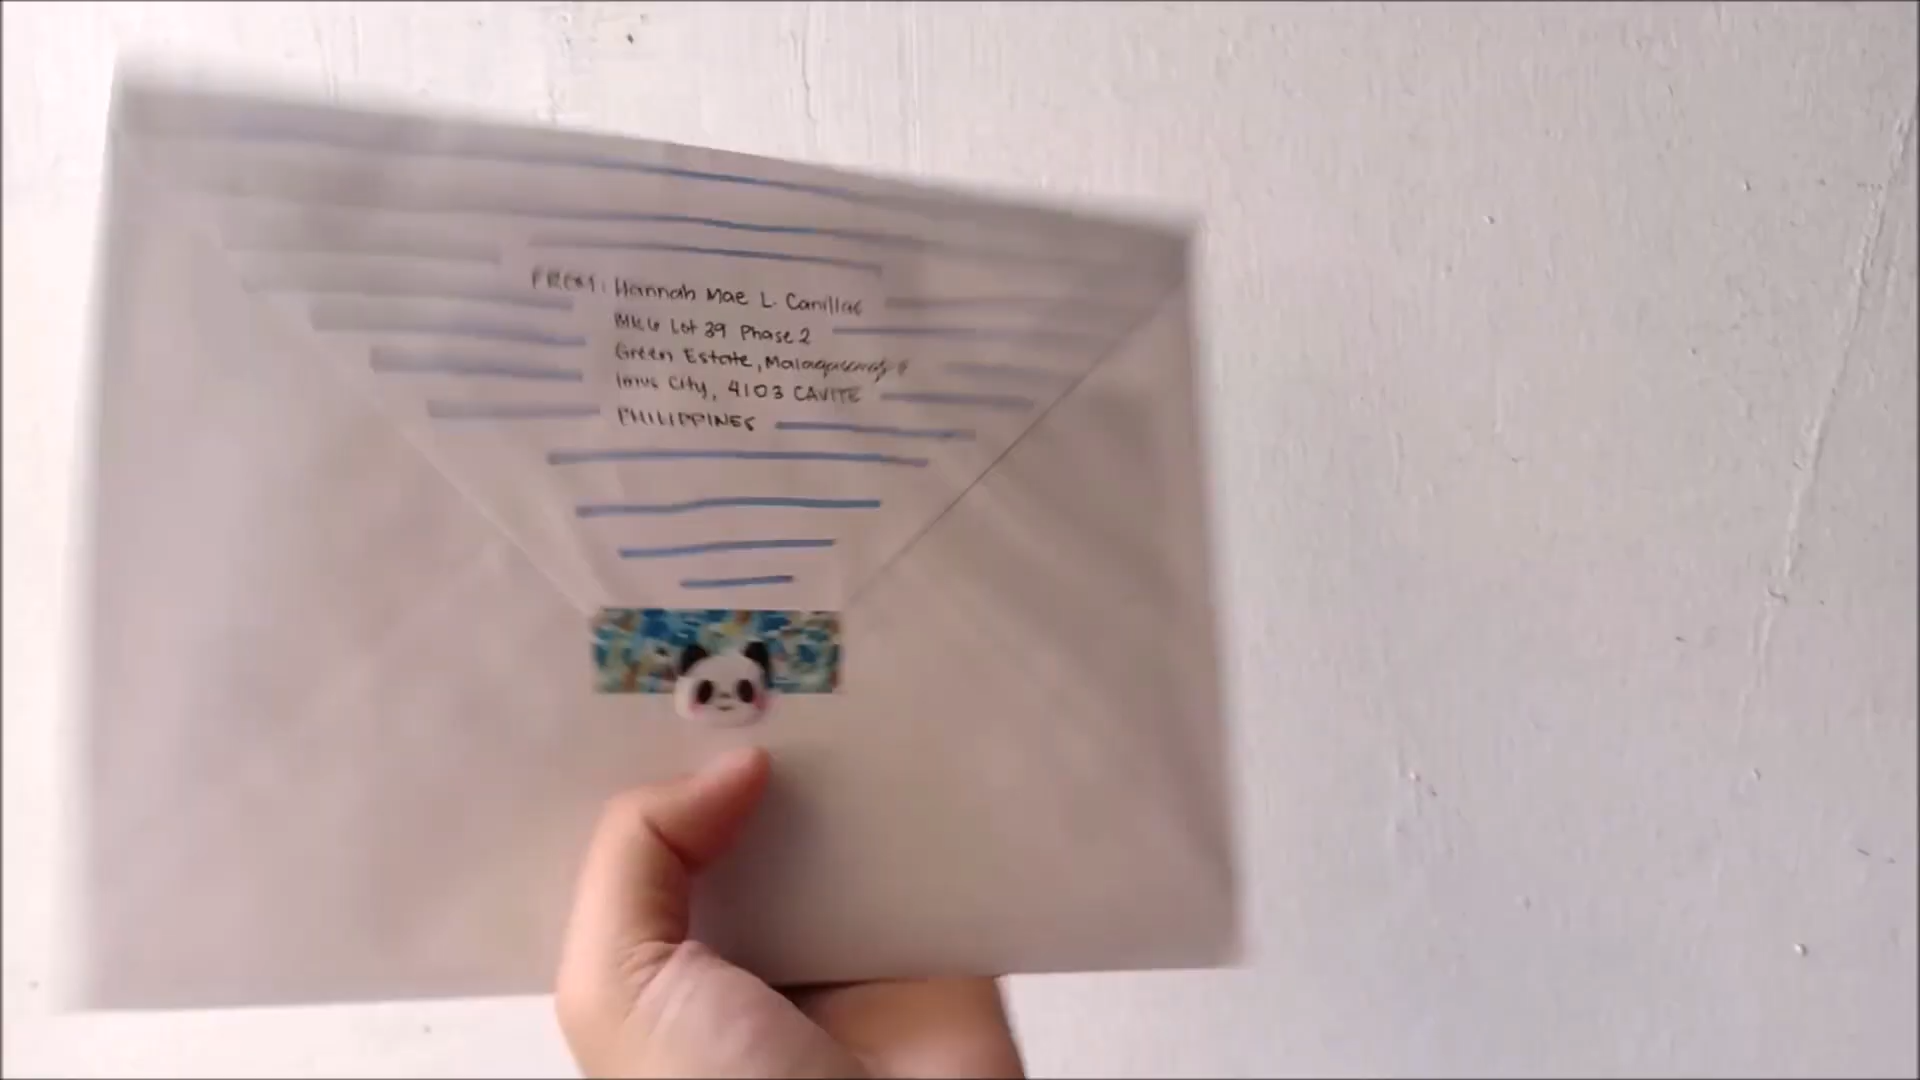 FROM: Hannah Mae L. Canillas
Lot 39 Phase 2
Green Estate,
Imus City, 4103 CAVITE
PHILIPPINES